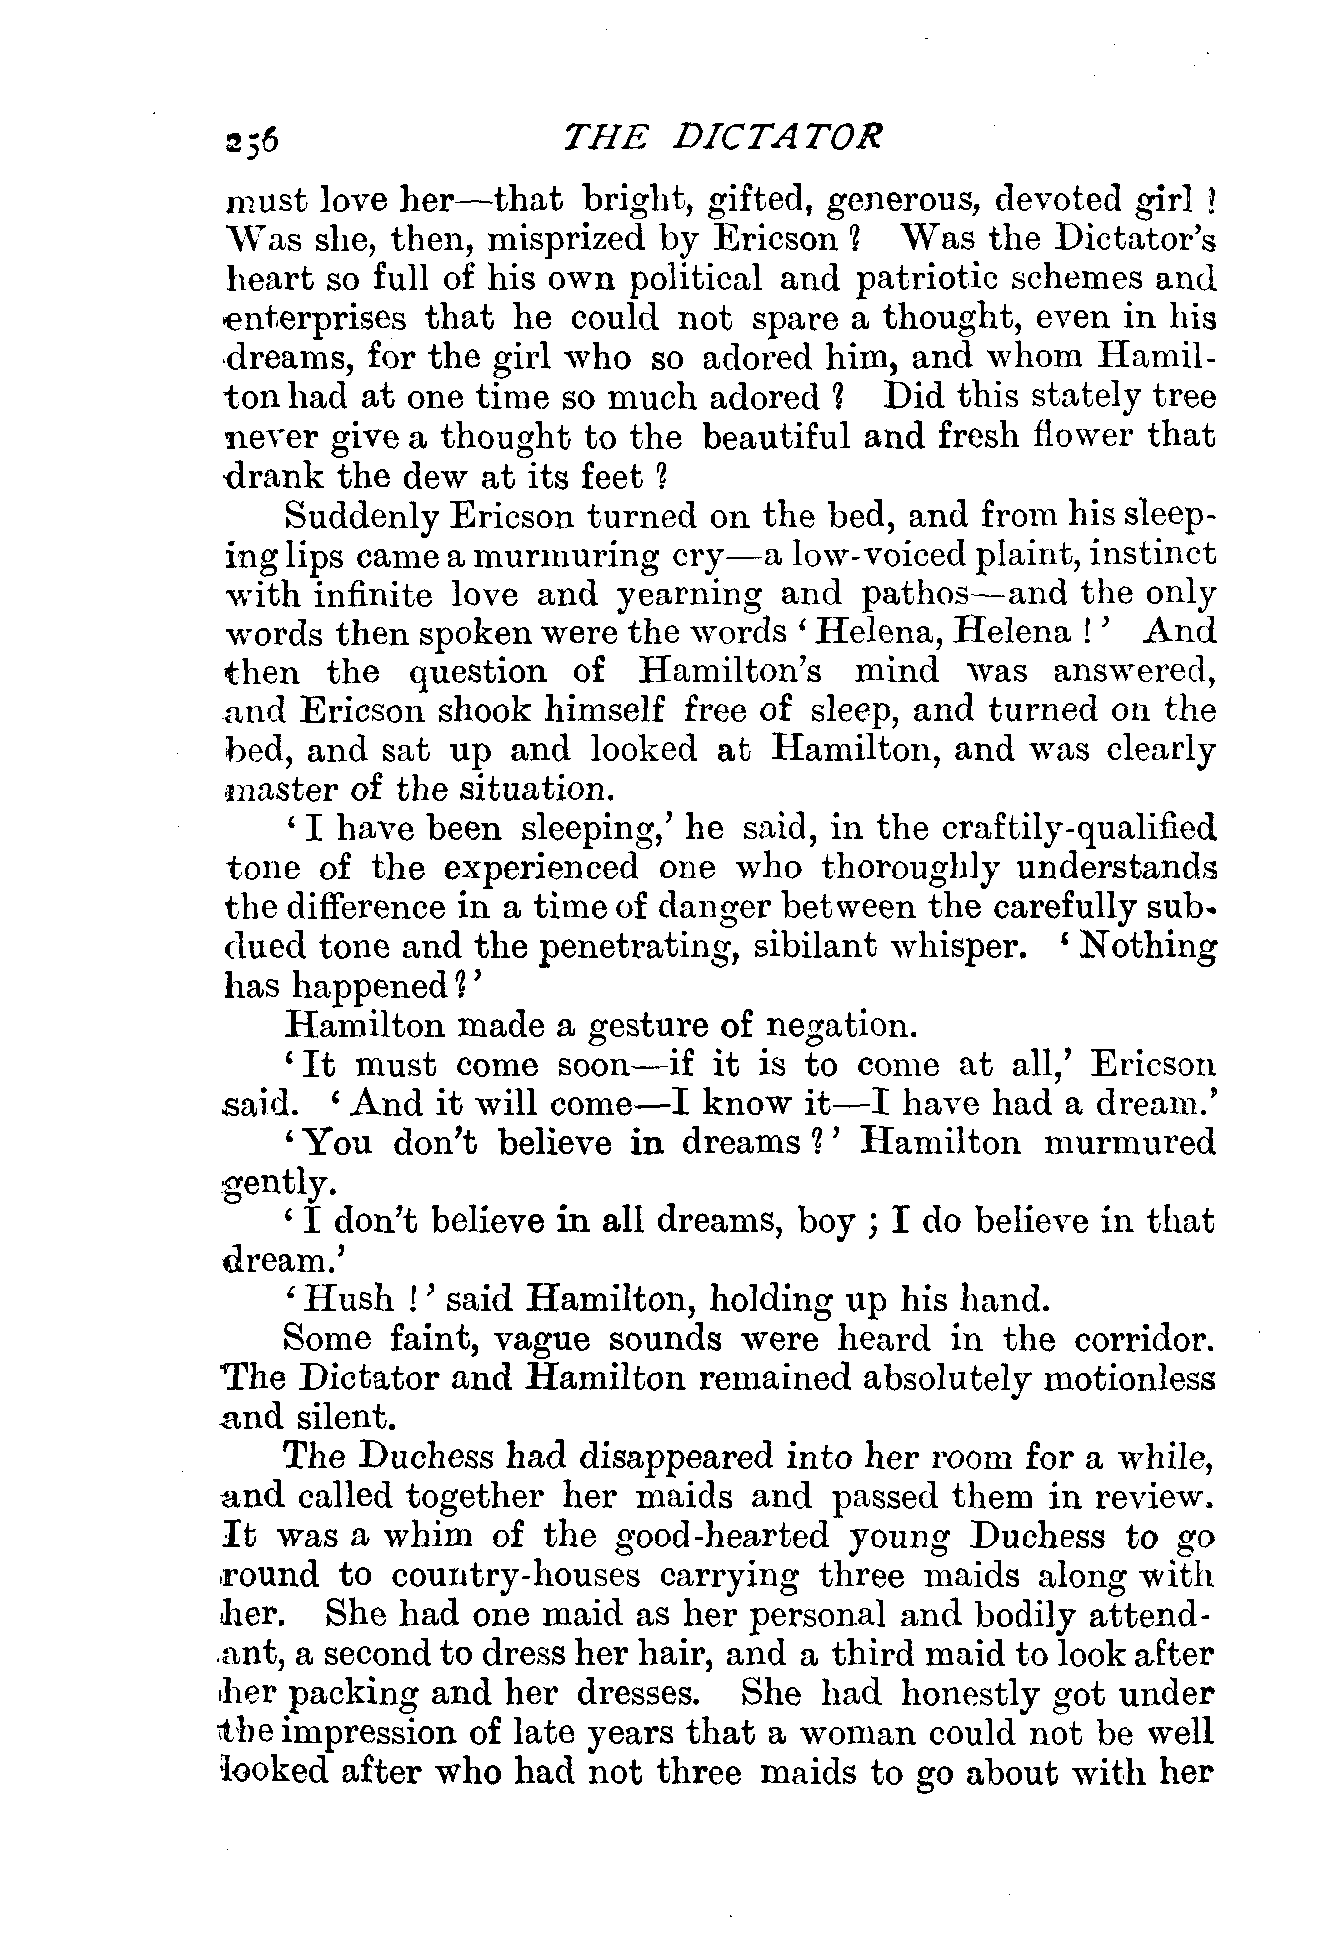 256 THE DICTATOR
must love her—that bright, gifted, generous, devoted girl !
Was she, then, misprized by Ericson ? Was the Dictator's
heart so full of his own political and patriotic schemes and
enterprises that he could not spare a thought, even in his
dreams, for the girl who so adored him, and whom Hamil-
ton had at one time so much adored ? Did this stately tree
never give a thought to the beautiful and fresh flower that
drank the dew at its feet ?
Suddenly Ericson turned on the bed, and from his sleep-
ing lips came a murmuring cry—a low-voiced plaint, instinct
with infinite love and yearning and pathos—and the only
words then spoken were the words ‘ Helena, Helena ! ’ And
then the question of Hamilton's mind was answered,
and Ericson shook himself free of sleep, and turned on the
bed, and sat up and looked at Hamilton, and was clearly
master of the situation.
‘ I have been sleeping,’ he said, in the craftily-qualified
tone of the experienced one who thoroughly understands
the difference in a time of danger between the carefully sub-
dued tone and the penetrating, sibilant whisper. ‘ Nothing
has happened ? ’
Hamilton made a gesture of negation.
‘ It must come soon—if it is to come at all,’ Ericson
said. ‘ And it will come—I know it—I have had a dream.’
‘ You don't believe in dreams ? ’ Hamilton murmured
gently.
‘ I don't believe in all dreams, boy ; I do believe in that
dream.’
‘ Hush ! ’ said Hamilton, holding up his hand.
Some faint, vague sounds were heard in the corridor.
The Dictator and Hamilton remained absolutely motionless
and silent.
The Duchess had disappeared into her room for a while,
and called together her maids and passed them in review.
It was a whim of the good-hearted young Duchess to go
round to country-houses carrying three maids along with
her. She had one maid as her personal and bodily attend-
ant, a second to dress her hair, and a third maid to look after
her packing and her dresses. She had honestly got under
the impression of late years that a woman could not be well
looked after who had not three maids to go about with her